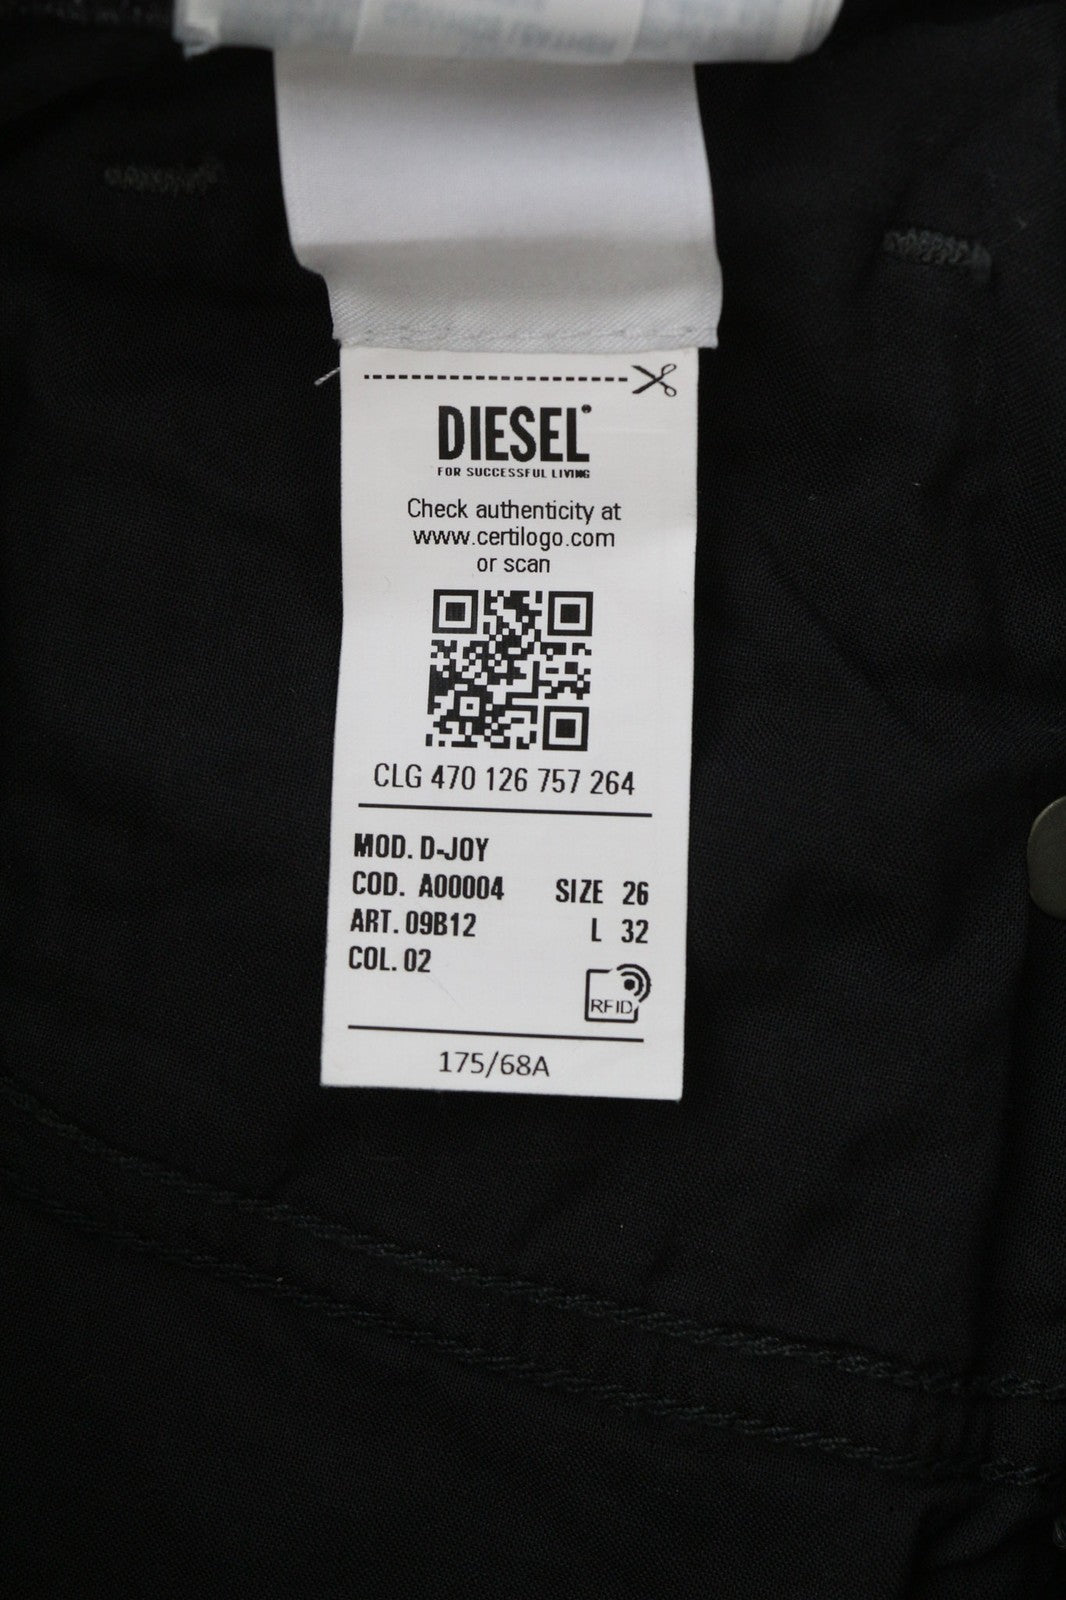 DIESEL
FOR SUCCESSFUL LIVING
Check authenticity at
www.certilogo.com
or scan
CLG 470 126 757 264
MOD. D-JOY
COD. A00004 SIZE 26
ART. 09B12 L 32
COL. 02
RFID
175/68A